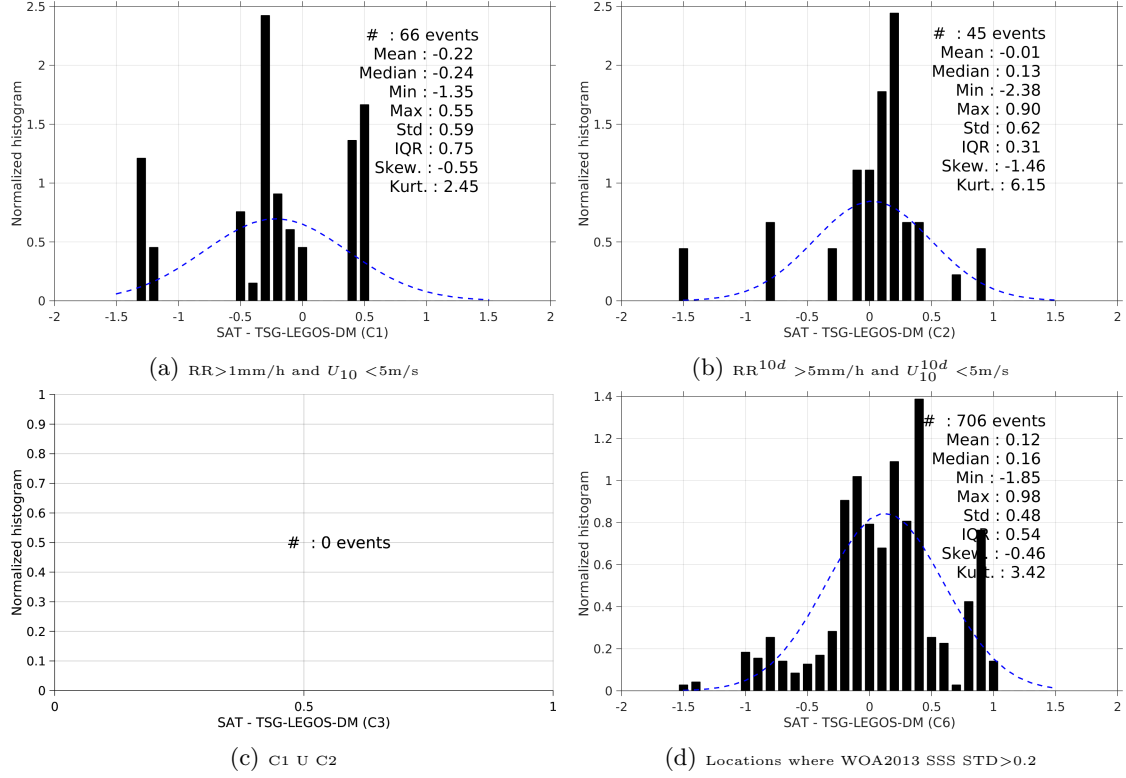 2.5
2
1.5
1
0.5
0
Normalized histogram
# : 66 events
Mean : -0.22
Median : -0.24
Min : -1.35
Max : 0.55
Std : 0.59
IQR : 0.75
Skew. : -0.55
Kurt. : 2.45
-2 -1.5 -1 -0.5 0 0.5 1 1.5 2
SAT - TSG-LEGOS-DM (C1)
(a) RR>1mm/h and U10 <5m/s
2.5
2
1.5
1
0.5
0
Normalized histogram
# : 45 events
Mean : -0.01
Median : 0.13
Min : -2.38
Max : 0.90
Std : 0.62
IQR : 0.31
Skew. : -1.46
Kurt. : 6.15
-2 -1.5 -1 -0.5 0 0.5 1 1.5 2
SAT - TSG-LEGOS-DM (C2)
(b) RR10d >5mm/h and U10d10 <5m/s
1
0.9
0.8
0.7
0.6
0.5
0.4
0.3
0.2
0.1
0
Normalized histogram
# : 0 events
0 0.5 1
SAT - TSG-LEGOS-DM (C3)
(c) C1 U C2
1.4
1.2
1
0.8
0.6
0.4
0.2
0
Normalized histogram
# : 706 events
Mean : 0.12
Median : 0.16
Min : -1.85
Max : 0.98
Std : 0.48
IQR : 0.54
Skew. : -0.46
Kurt. : 3.42
-2 -1.5 -1 -0.5 0 0.5 1 1.5 2
SAT - TSG-LEGOS-DM (C6)
(d) Locations where WOA2013 SSS STD>0.2